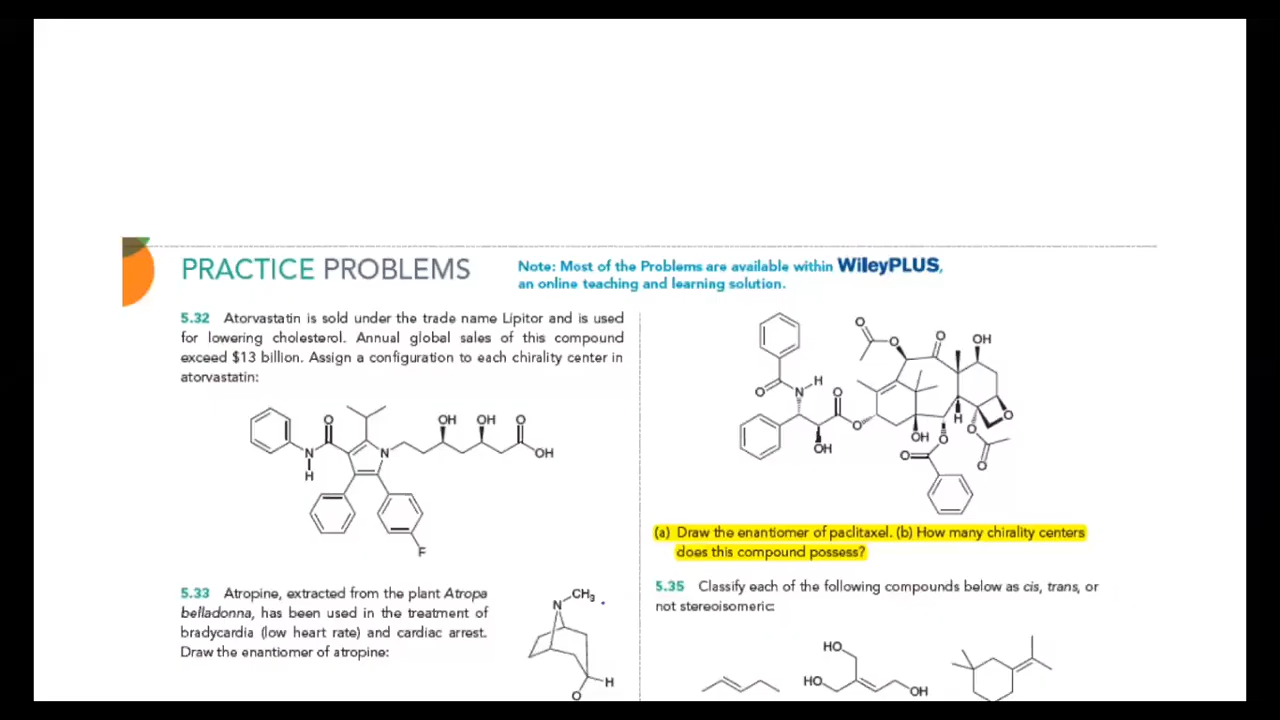 PRACTICE PROBLEMS
Note: Most of the Problems are available within WileyPLUS,
an online teaching and learning solution.
5.32 Atorvastatin is sold under the trade name Lipitor and is used
for lowering cholesterol. Annual global sales of this compound
exceed $13 billion. Assign a configuration to each chirality center in
atorvastatin:
O
OH
OH
O
N
N
OH
H
F
5.33 Atropine, extracted from the plant Atropa
belladonna, has been used in the treatment of
bradycardia (low heart rate) and cardiac arrest.
Draw the enantiomer of atropine:
N
CH3
H
O
O
O
O
OH
O
N
H
O
O
OH
OH
O
H
O
O
O
O
(a) Draw the enantiomer of paclitaxel. (b) How many chirality centers
does this compound possess?
5.35 Classify each of the following compounds below as cis, trans, or
not stereoisomeric:
HO
HO
OH